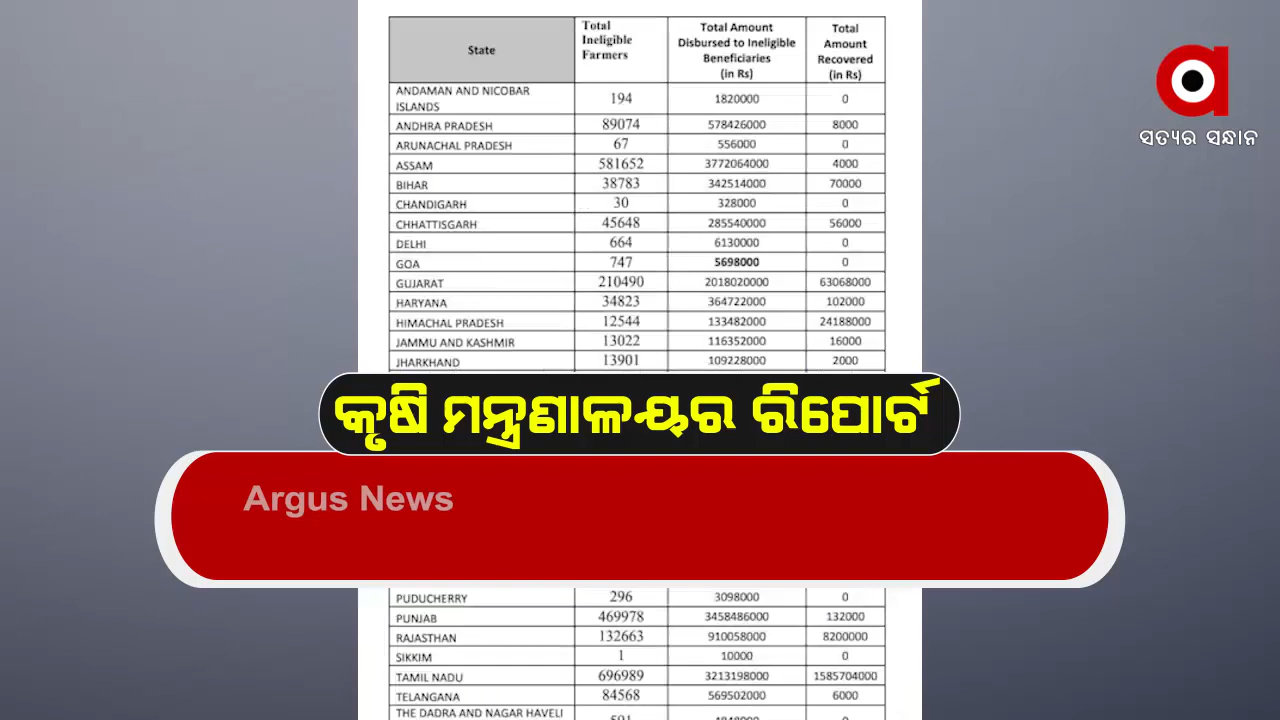 State | Total Ineligible Farmers | Total Amount Disbursed to Ineligible Beneficiaries (in Rs) | Total Amount Recovered (in Rs)
ANDAMAN AND NICOBAR ISLANDS | 194 | 1820000 | 0
ANDHRA PRADESH | 89074 | 578426000 | 8000
ARUNACHAL PRADESH | 67 | 556000 | 0
ASSAM | 581652 | 3772064000 | 4000
BIHAR | 38783 | 342514000 | 70000
CHANDIGARH | 30 | 328000 | 0
CHHATTISGARH | 45648 | 285540000 | 56000
DELHI | 664 | 6130000 | 0
GOA | 747 | 5698000 | 0
GUJARAT | 210490 | 2018020000 | 63068000
HARYANA | 34823 | 364722000 | 102000
HIMACHAL PRADESH | 12544 | 133482000 | 24188000
JAMMU AND KASHMIR | 13022 | 116352000 | 16000
JHARKHAND | 13901 | 109228000 | 2000
ସତ୍ୟର ସନ୍ଧାନ
କୃଷି ମନ୍ତ୍ରଣାଳୟର ରିପୋର୍ଟ
Argus News
PUDUCHERRY | 296 | 3098000 | 0
PUNJAB | 469978 | 3458486000 | 132000
RAJASTHAN | 132663 | 910058000 | 8200000
SIKKIM | 1 | 10000 | 0
TAMIL NADU | 696989 | 3213198000 | 1585704000
TELANGANA | 84568 | 569502000 | 6000
THE DADRA AND NAGAR HAVELI